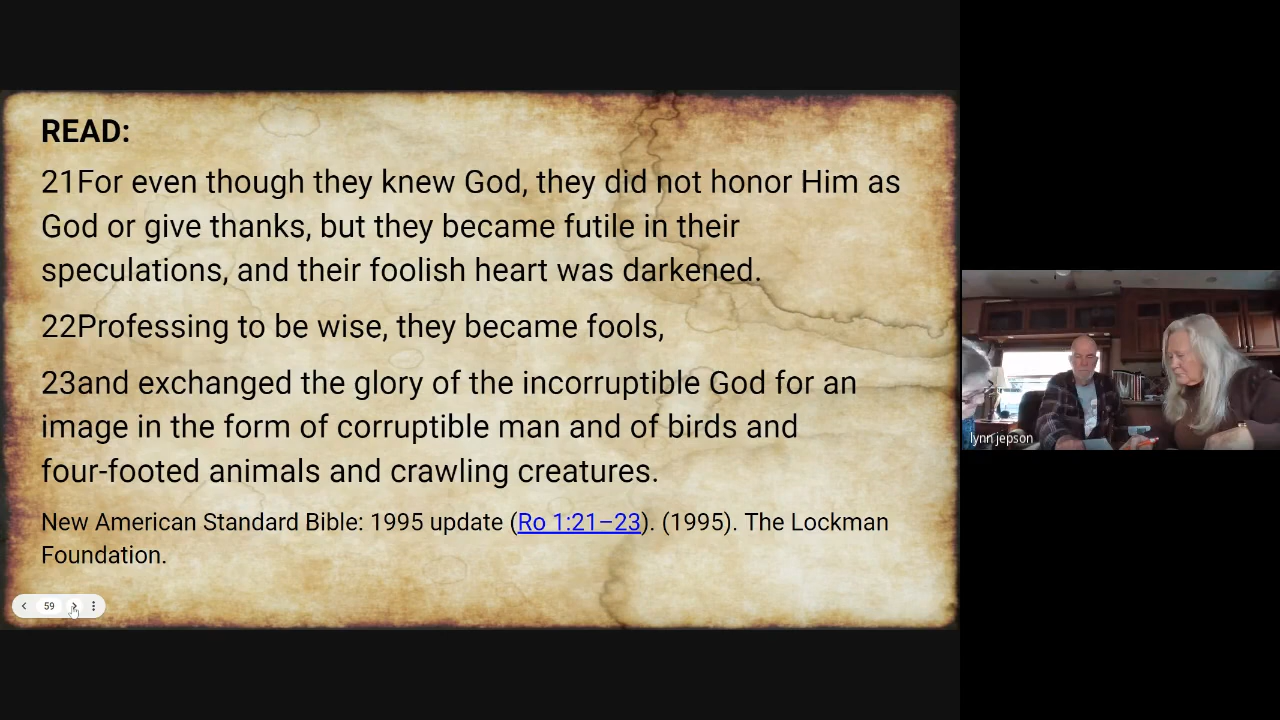 READ:
21For even though they knew God, they did not honor Him as
God or give thanks, but they became futile in their
speculations, and their foolish heart was darkened.
22Professing to be wise, they became fools,
23and exchanged the glory of the incorruptible God for an
image in the form of corruptible man and of birds and
four-footed animals and crawling creatures.
New American Standard Bible: 1995 update (Ro 1:21–23). (1995). The Lockman
Foundation.
59
lynn jepson